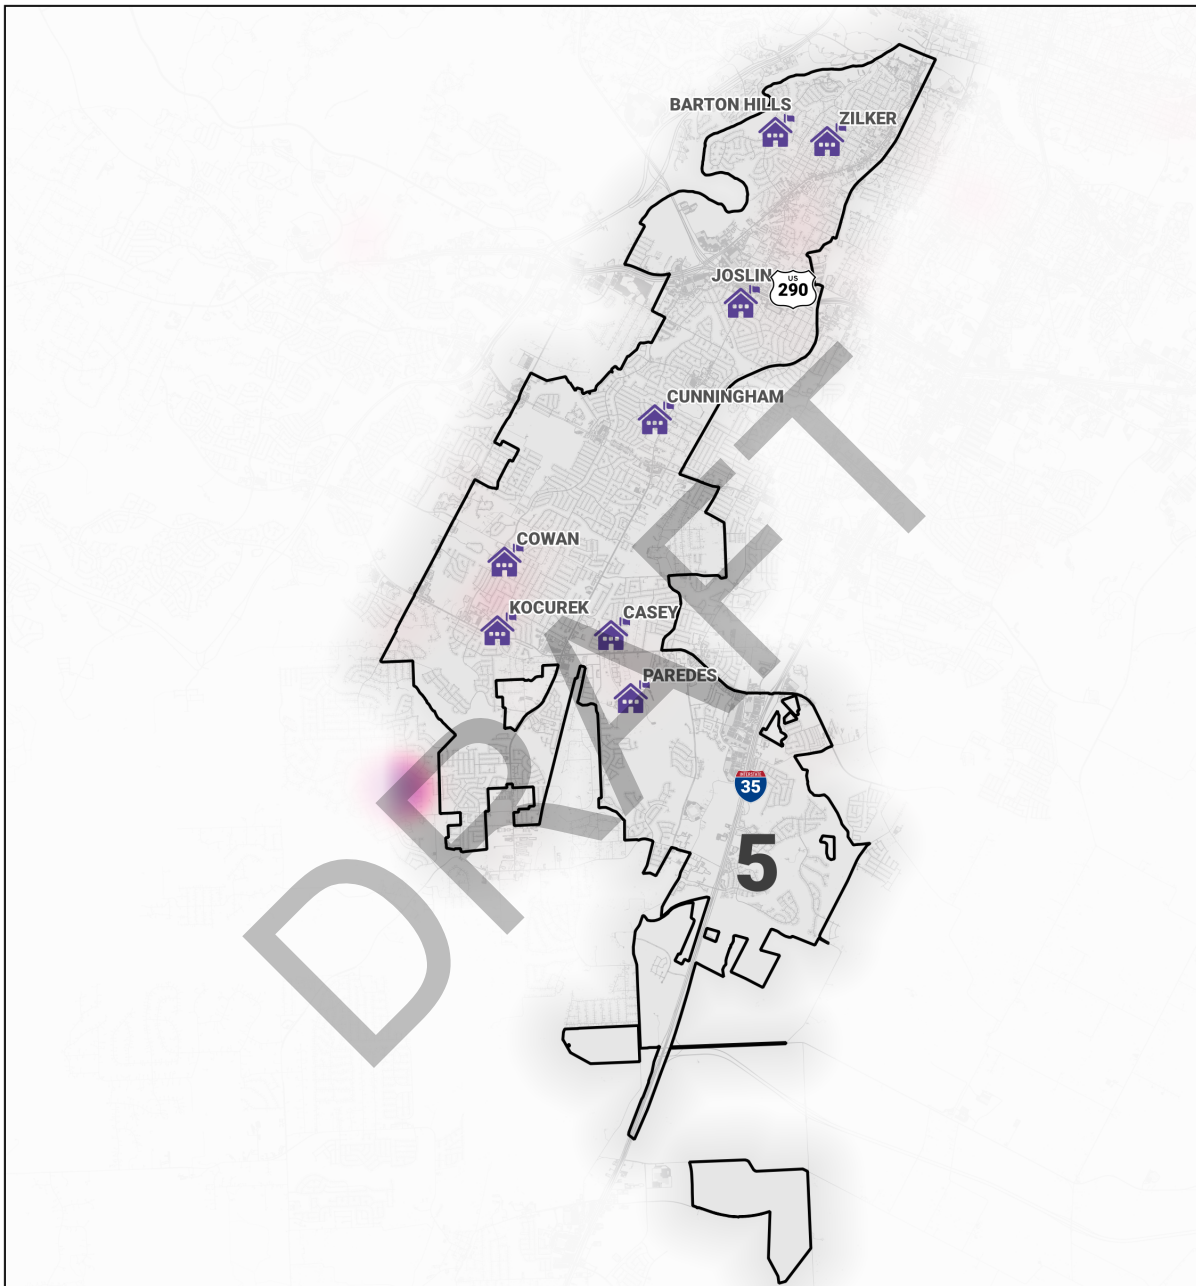 BARTON HILLS
ZILKER
JOSLIN
US
290
CUNNINGHAM
COWAN
KOCUREK
CASEY
PAREDES
INTERSTATE
35
5
DRAFT